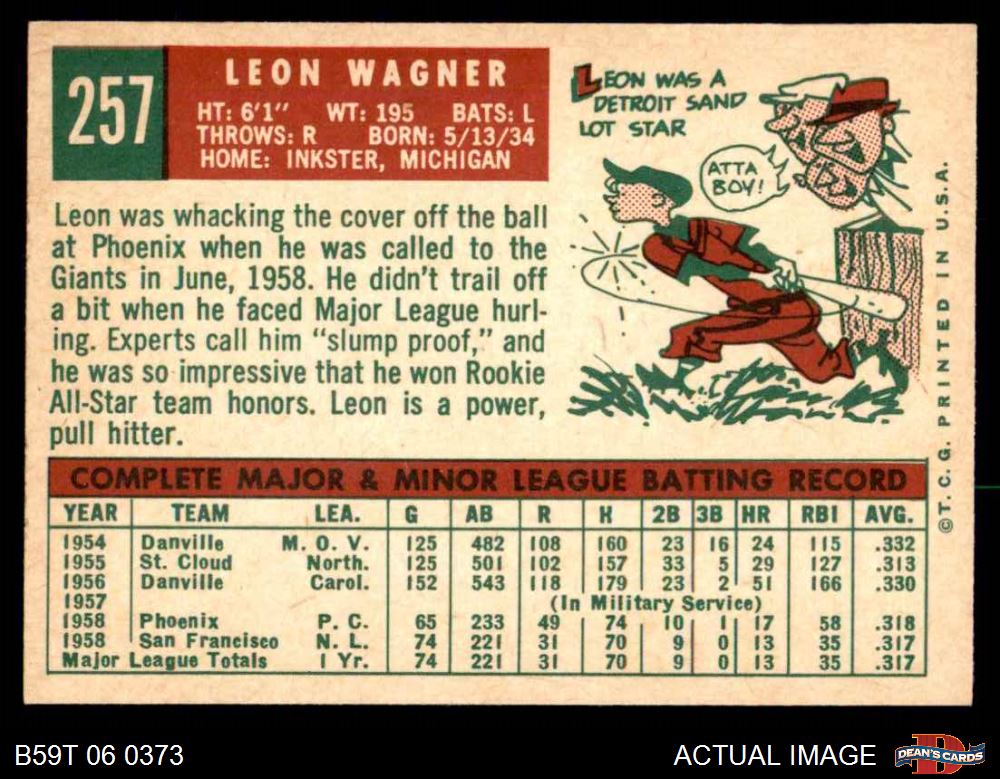 257
LEON WAGNER
HT: 6'1" WT: 195 BATS: L
THROWS: R BORN: 5/13/34
HOME: INKSTER, MICHIGAN
Leon was whacking the cover off the ball
at Phoenix when he was called to the
Giants in June, 1958. He didn't trail off
a bit when he faced Major League hurl-
ing. Experts call him "slump proof," and
he was so impressive that he won Rookie
All-Star team honors. Leon is a power,
pull hitter.
LEON WAS A
DETROIT SAND
LOT STAR
ATTA
BOY!
©T. C. G. PRINTED IN U.S.A.
COMPLETE MAJOR & MINOR LEAGUE BATTING RECORD
YEAR TEAM LEA. G AB R H 2B 3B HR RBI AVG.
1954 Danville M. O. V. 125 482 108 160 23 16 24 115 .332
1955 St. Cloud North. 125 501 102 157 33 5 29 127 .313
1956 Danville Carol. 152 543 118 179 23 2 51 166 .330
1957 (In Military Service)
1958 Phoenix P. C. 65 233 49 74 10 1 17 58 .318
1958 San Francisco N. L. 74 221 31 70 9 0 13 35 .317
Major League Totals 1 Yr. 74 221 31 70 9 0 13 35 .317
B59T 06 0373
ACTUAL IMAGE
D
DEAN'S CARDS